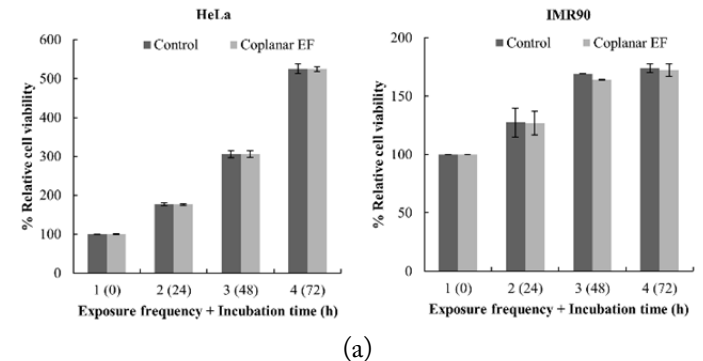 HeLa
600
500
400
300
200
100
0
% Relative cell viability
Control
Coplanar EF
1 (0)
2 (24)
3 (48)
4 (72)
Exposure frequency + Incubation time (h)
IMR90
200
150
100
50
0
% Relative cell viability
Control
Coplanar EF
1 (0)
2 (24)
3 (48)
4 (72)
Exposure frequency + Incubation time (h)
(a)